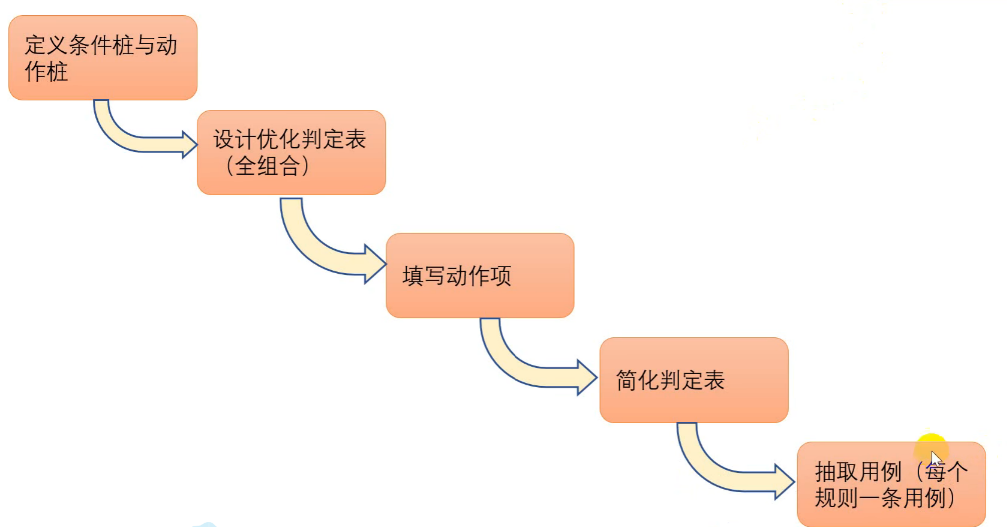 定义条件桩与动
作桩
设计优化判定表
（全组合）
填写动作项
简化判定表
抽取用例（每个
规则一条用例）